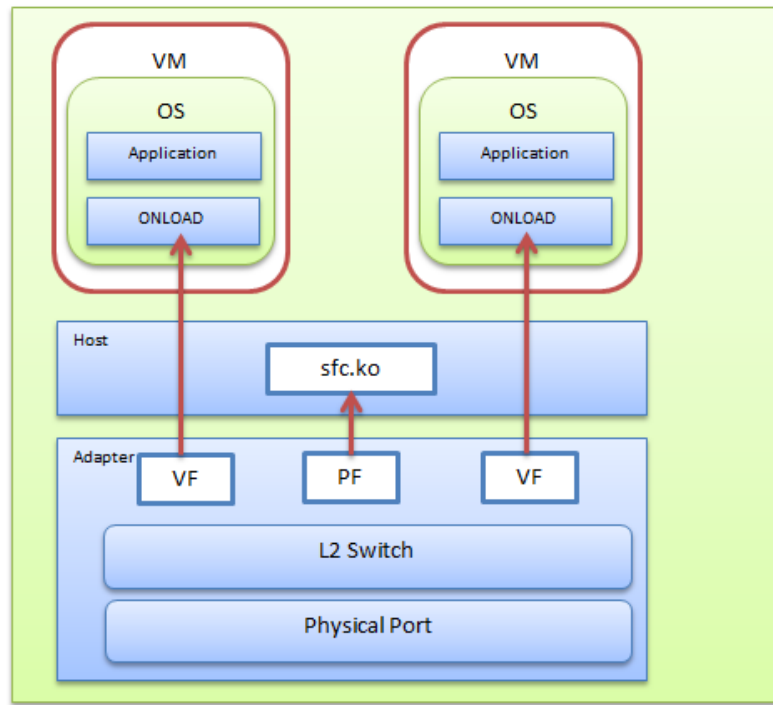 VM
OS
Application
ONLOAD
VM
OS
Application
ONLOAD
Host
sfc.ko
Adapter
VF
PF
VF
L2 Switch
Physical Port